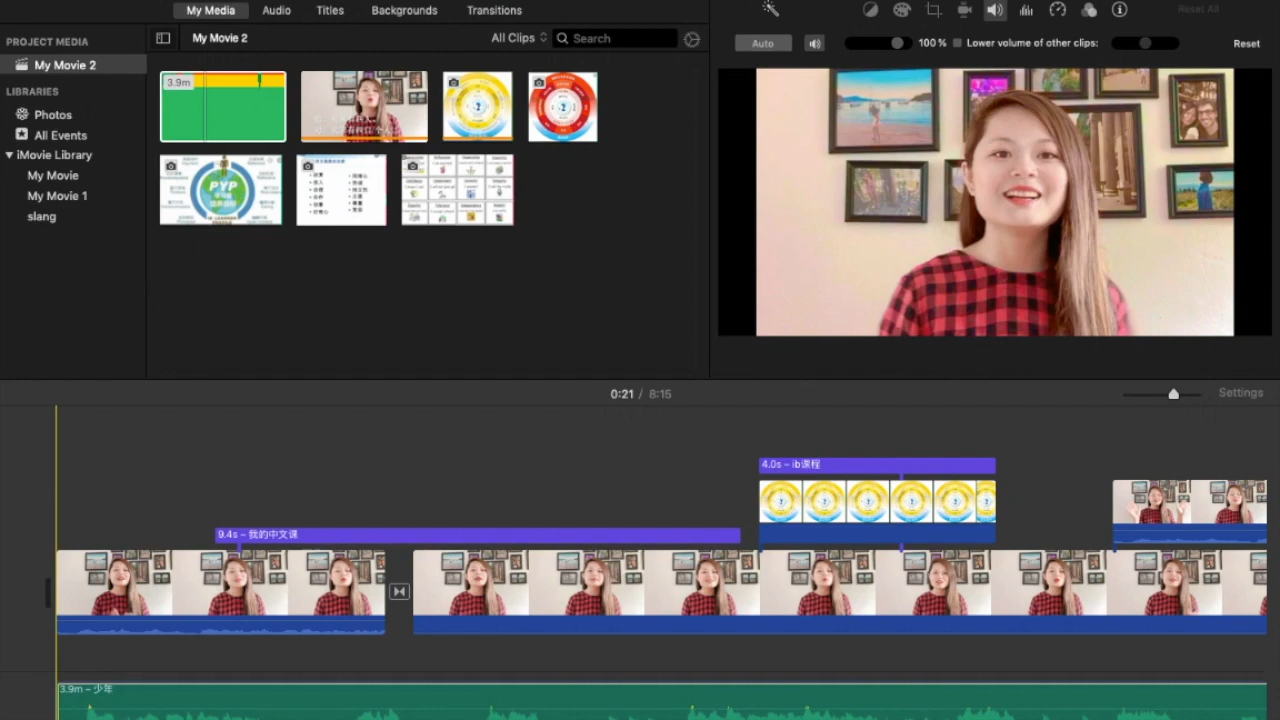 My Media Audio Titles Backgrounds Transitions
Reset All
PROJECT MEDIA
My Movie 2
All Clips
Search
My Movie 2
Auto
100 %
Lower volume of other clips:
Reset
LIBRARIES
Photos
All Events
iMovie Library
My Movie
My Movie 1
slang
3.9m
PYP
0:21 / 8:15
Settings
4.0s – ib课程
9.4s – 我的中文课
3.9m – 少年